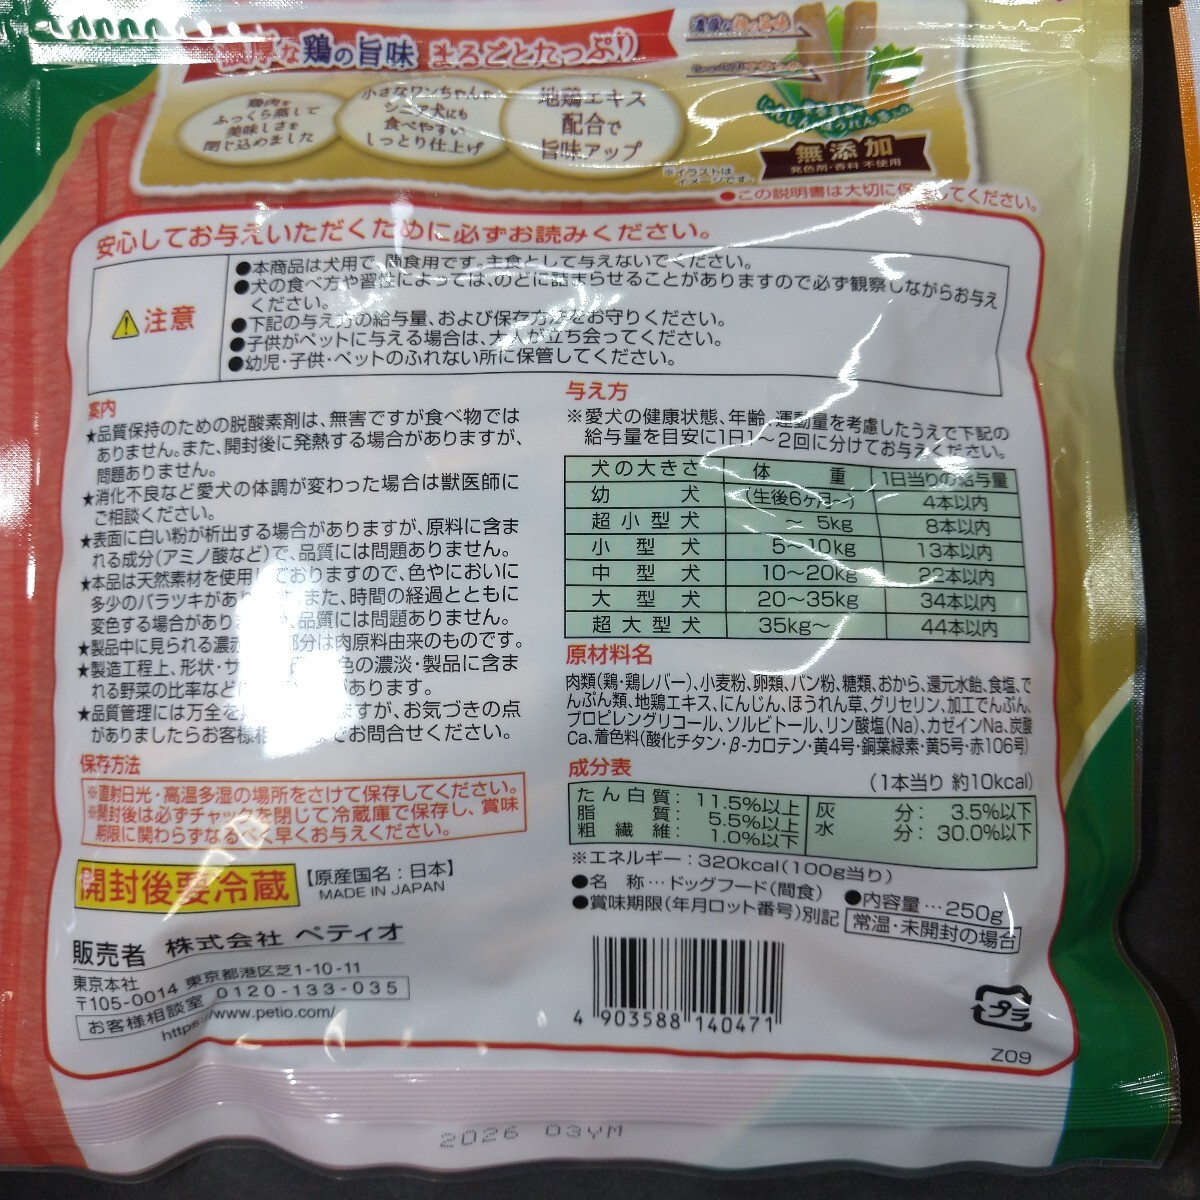 な鶏の旨味 まるごとたっぷり
鶏肉を
ふっくら蒸して
美味しさを
閉じ込めました
小さなワンちゃんや
シニア犬にも
食べやすい
しっとり仕上げ
地鶏エキス
配合で
旨味アップ
無添加
発色剤・香料 不使用
※イラストは
イメージです。
●この説明書は大切に保 してください。
安心してお与えいただくために必ずお読みください。
注意
●本商品は犬用で、間食用です。主食として与えないでください。
●犬の食べ方や習性によっては、のどに詰まらせることがありますので必ず観察しながらお与え
ください。
●下記の与え方の給与量、および保存方法をお守りください。
●子供がペットに与える場合は、大人が立ち会ってください。
●幼児・子供・ペットのふれない所に保管してください。
案内
★品質保持のための脱酸素剤は、無害ですが食べ物では
ありません。また、開封後に発熱する場合がありますが、
問題ありません。
★消化不良など愛犬の体調が変わった場合は獣医師に
ご相談ください。
★表面に白い粉が析出する場合がありますが、原料に含ま
れる成分(アミノ酸など)で、品質には問題ありません。
★本品は天然素材を使用しておりますので、色やにおいに
多少のバラツキがあります。また、時間の経過とともに
変色する場合があ 品質には問題ありません。
★製品中に見られる濃赤 部分は肉原料由来のものです。
★製造工程上、形状・サ 色の濃淡・製品に含ま
れる野菜の比率などに があります。
★品質管理には万全を ますが、お気づきの点
がありましたらお客様相 でお問合せください。
保存方法
※直射日光・高温多湿の場所をさけて保存してください。
※開封後は必ずチャックを閉じて冷蔵庫で保存し、賞味
期限に関わらずなるべく早くお与えください。
開封後要冷蔵
【原産国名：日本】
MADE IN JAPAN
販売者 株式会社 ペティオ
東京本社
〒105-0014 東京都港区芝1-10-11
お客様相談室 0120-133-035
https://www.petio.com/
与え方
※愛犬の健康状態、年齢、運動量を考慮したうえで下記の
給与量を目安に1日1〜2回に分けてお与えください。
犬の大きさ 体重 1日当りの給与量
幼犬 (生後6ヶ月〜) 4本以内
超小型犬 〜5kg 8本以内
小型犬 5〜10kg 13本以内
中型犬 10〜20kg 22本以内
大型犬 20〜35kg 34本以内
超大型犬 35kg〜 44本以内
原材料名
肉類(鶏・鶏レバー)、小麦粉、卵類、パン粉、糖類、おから、還元水飴、食塩、で
んぷん類、地鶏エキス、にんじん、ほうれん草、グリセリン、加工でんぷん、
プロピレングリコール、ソルビトール、リン酸塩(Na)、カゼインNa、炭酸
Ca、着色料(酸化チタン・β-カロテン・黄4号・銅葉緑素・黄5号・赤106号)
成分表 (1本当り 約10kcal)
たん白質：11.5%以上 灰分：3.5%以下
脂質：5.5%以上 水分：30.0%以下
粗繊維：1.0%以下
※エネルギー：320kcal(100g当り)
●名 称…ドッグフード(間食) ●内容量…250g
●賞味期限(年月ロット番号)別記 常温・未開封の場合
4 903588 140471
プラ
Z09
2026 03YM